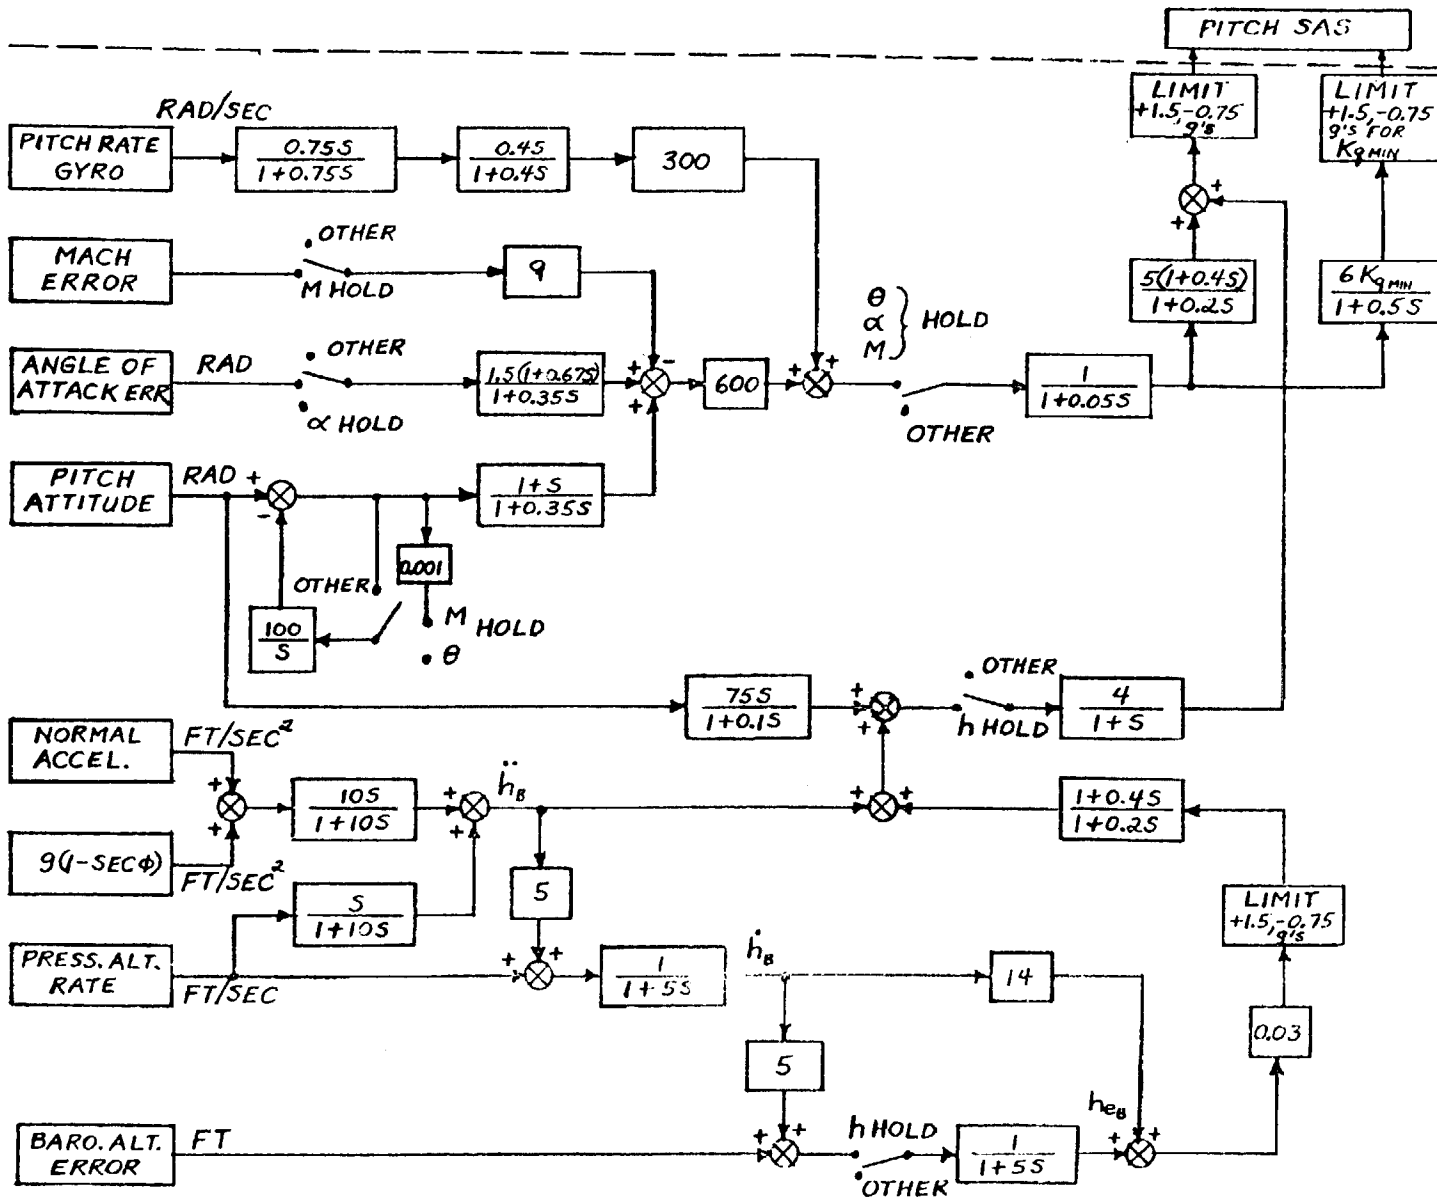 PITCH SAS
LIMIT
+1.5,-0.75
g's
LIMIT
+1.5,-0.75
g's FOR
KqMIN
RAD/SEC
PITCH RATE
GYRO
0.75S
1+0.75S
0.4S
1+0.4S
300
+
+
OTHER
MACH
ERROR
M HOLD
9
5(1+0.4S)
1+0.2S
6 KqMIN
1+0.5S
θ
α
M
HOLD
ANGLE OF
ATTACK ERR
RAD
OTHER
α HOLD
1.5(1+0.67S)
1+0.35S
+
-
+
600
+
+
OTHER
1
1+0.05S
PITCH
ATTITUDE
RAD
+
-
1+S
1+0.35S
0.001
OTHER
100
S
M
HOLD
θ
75S
1+0.1S
+
+
OTHER
h HOLD
4
1+S
NORMAL
ACCEL.
FT/SEC²
+
+
10S
1+10S
+
+
ḧB
+
+
1+0.4S
1+0.2S
g(1-SECΦ)
FT/SEC²
S
1+10S
5
LIMIT
+1.5,-0.75
g's
PRESS. ALT.
RATE
FT/SEC
+
+
1
1+5S
ḣB
14
0.03
5
heB
BARO. ALT.
ERROR
FT
+
+
h HOLD
OTHER
1
1+5S
+
+